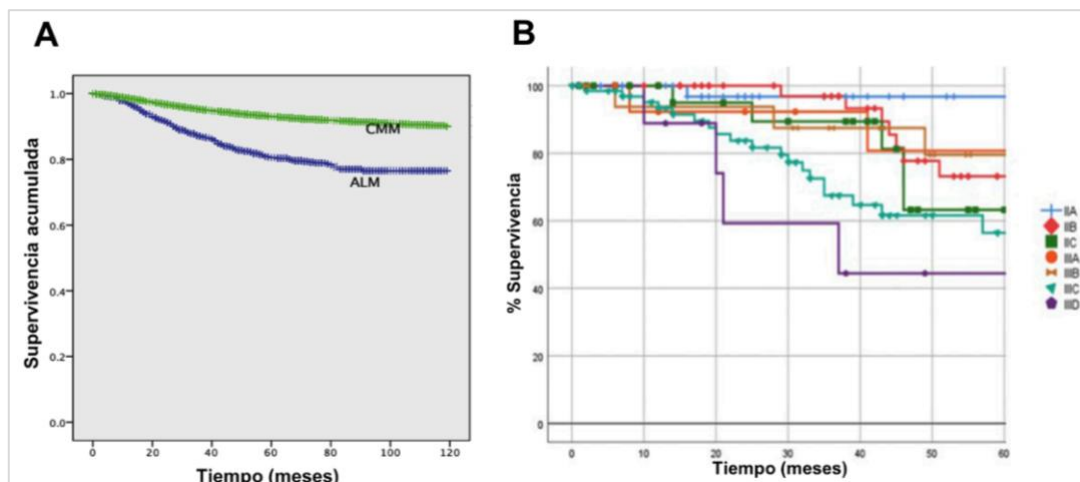 A
Supervivencia acumulada
1.0
0.8
0.6
0.4
0.2
0.0
CMM
ALM
0 20 40 60 80 100 120
Tiempo (meses)
B
% Supervivencia
100
80
60
40
20
0
0 10 20 30 40 50 60
Tiempo (meses)
IIA
IIB
IIC
IIIA
IIIB
IIIC
IIID